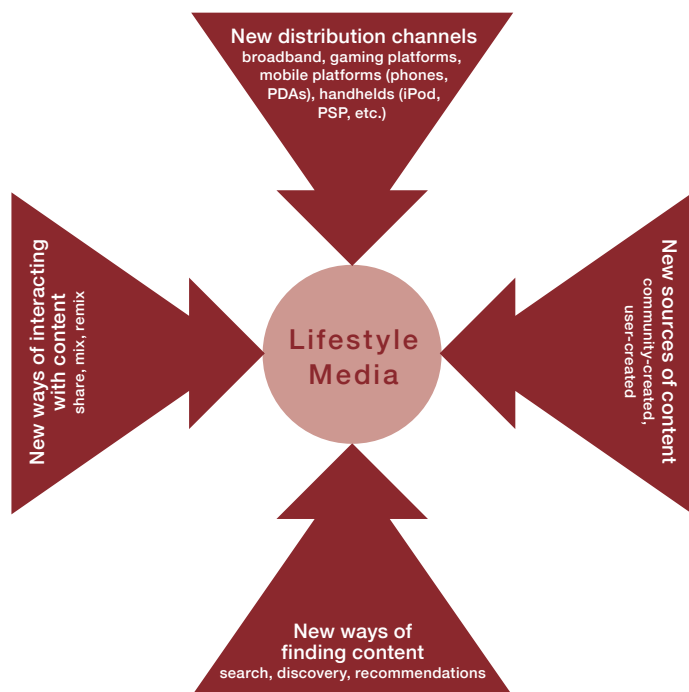 New distribution channels
broadband, gaming platforms,
mobile platforms (phones,
PDAs), handhelds (iPod,
PSP, etc.)
New ways of interacting
with content
share, mix, remix
Lifestyle
Media
New sources of content
community-created,
user-created
New ways of
finding content
search, discovery, recommendations